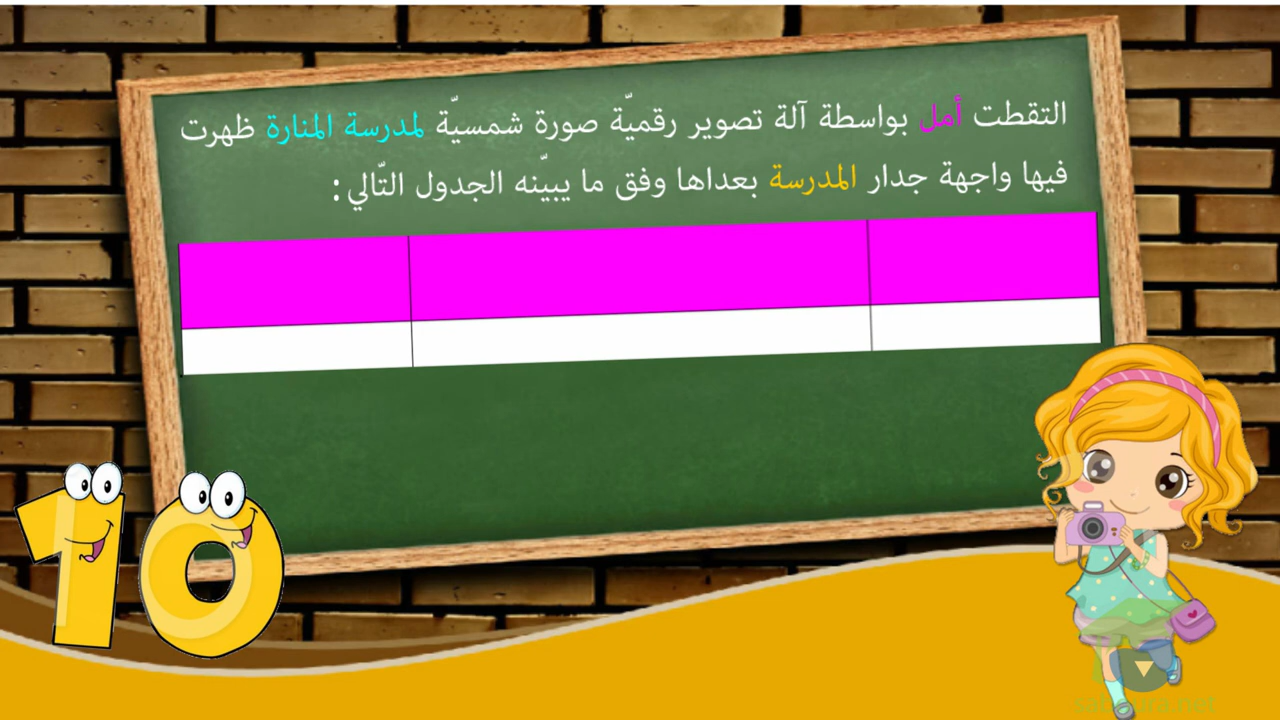 التقطت أمل بواسطة آلة تصوير رقميّة صورة شمسيّة لمدرسة المنارة ظهرت
فيها واجهة جدار المدرسة بعداها وفق ما يبيّنه الجدول التّالي :
10